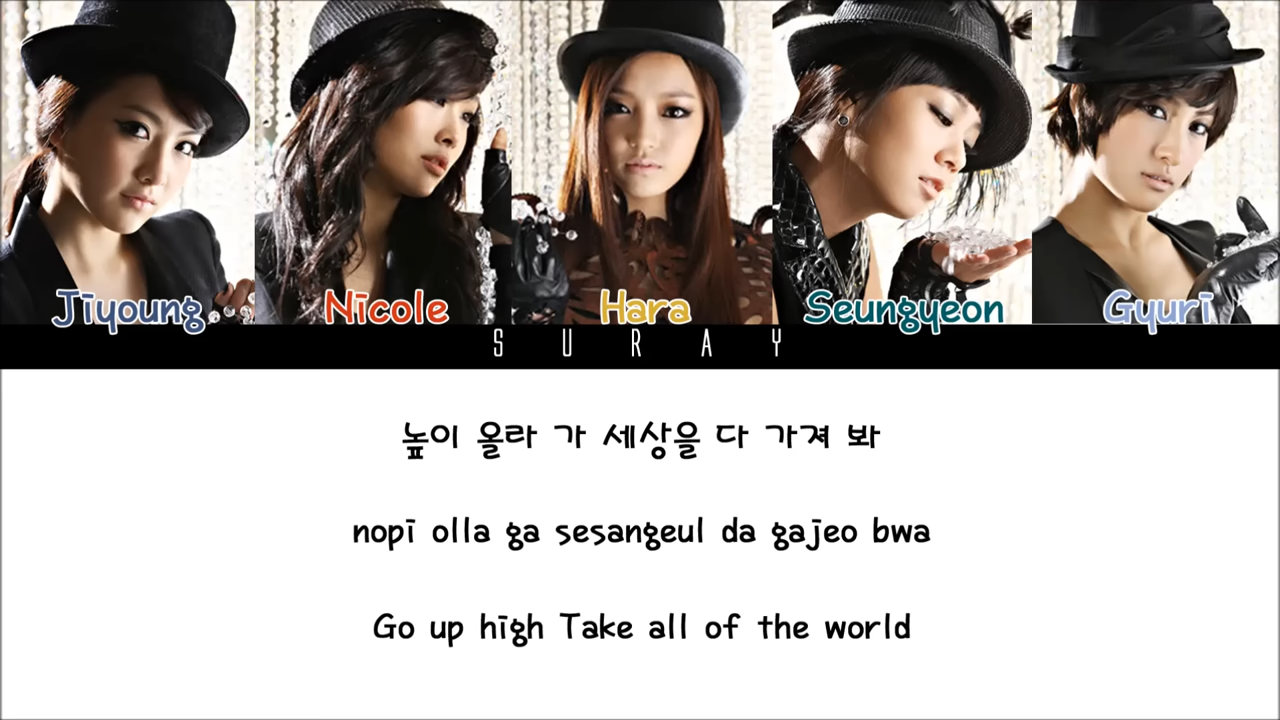 Jiyoung
Nicole
Hara
Seungyeon
Gyuri
SURAY
높이 올라 가 세상을 다 가져 봐
nopi olla ga sesangeul da gajeo bwa
Go up high Take all of the world